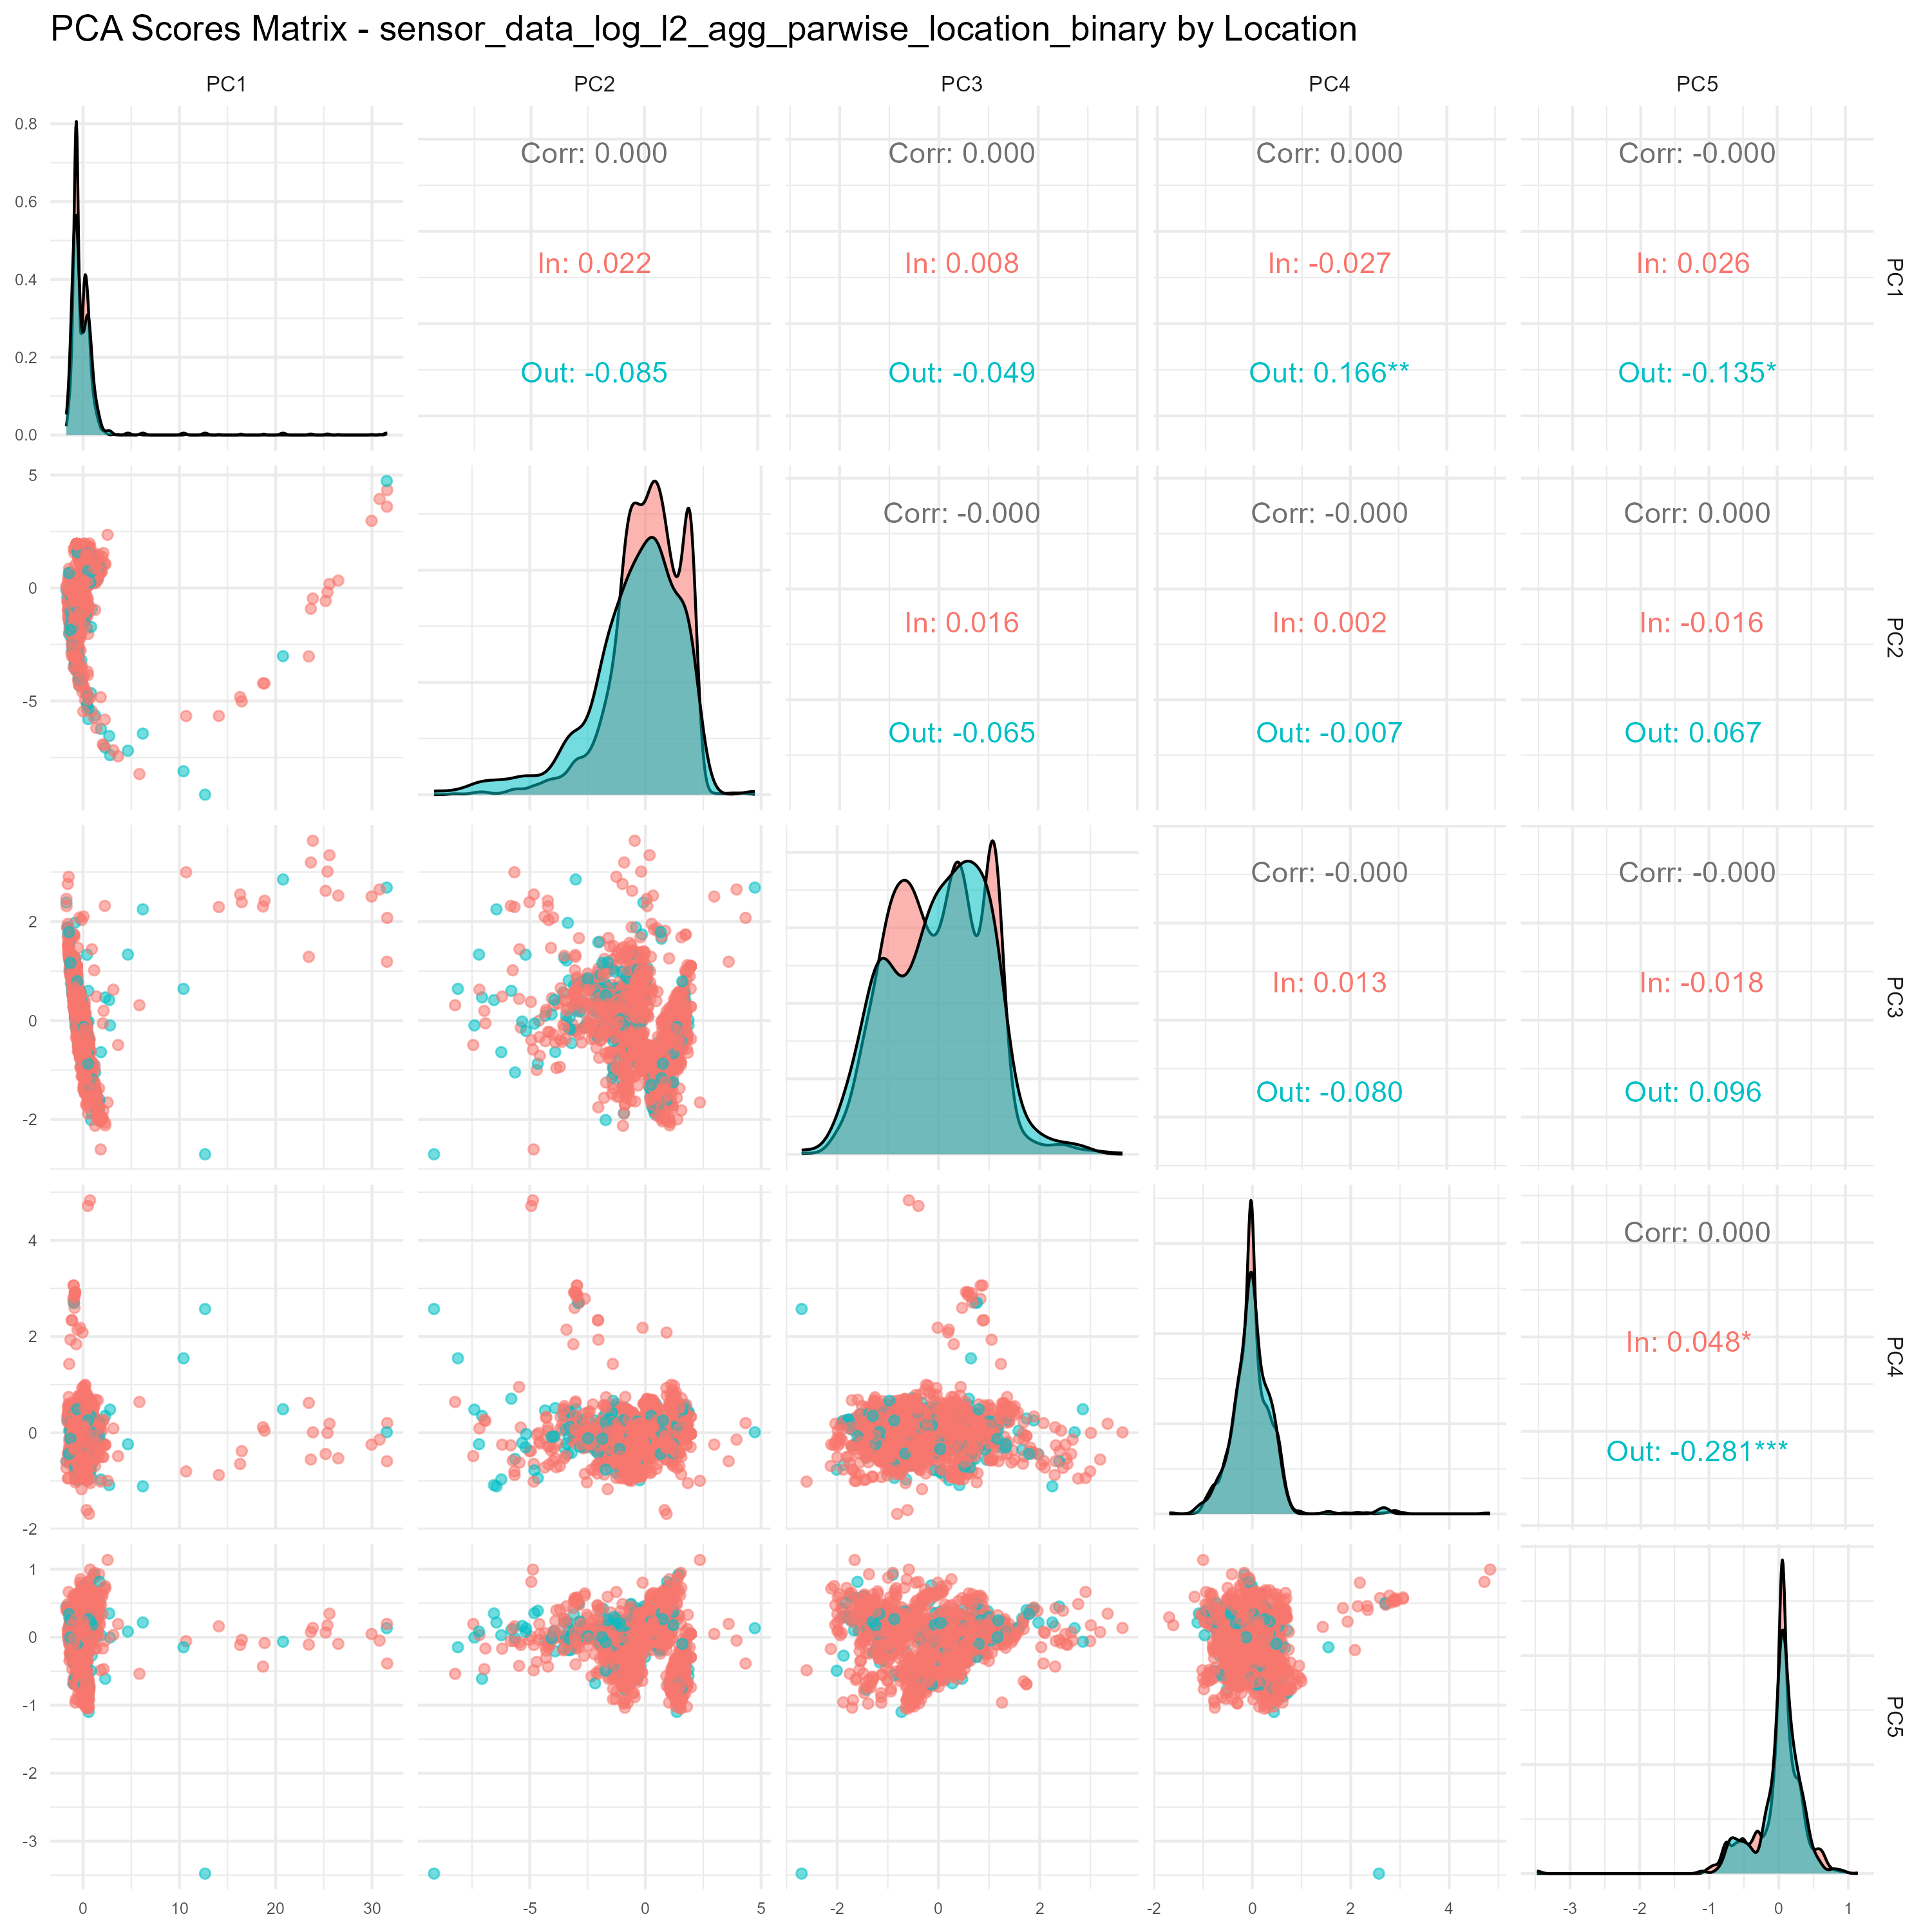 PCA Scores Matrix - sensor_data_log_l2_agg_parwise_location_binary by Location
PC1 PC2 PC3 PC4 PC5
0.8
0.6
0.4
0.2
0.0
Corr: 0.000
In: 0.022
Out: -0.085
Corr: 0.000
In: 0.008
Out: -0.049
Corr: 0.000
In: -0.027
Out: 0.166**
Corr: -0.000
In: 0.026
Out: -0.135*
PC1
5
0
-5
Corr: -0.000
In: 0.016
Out: -0.065
Corr: -0.000
In: 0.002
Out: -0.007
Corr: 0.000
In: -0.016
Out: 0.067
PC2
2
0
-2
Corr: -0.000
In: 0.013
Out: -0.080
Corr: -0.000
In: -0.018
Out: 0.096
PC3
4
2
0
-2
Corr: 0.000
In: 0.048*
Out: -0.281***
PC4
1
0
-1
-2
-3
PC5
0 10 20 30
-5 0 5
-2 0 2
-2 0 2 4
-3 -2 -1 0 1